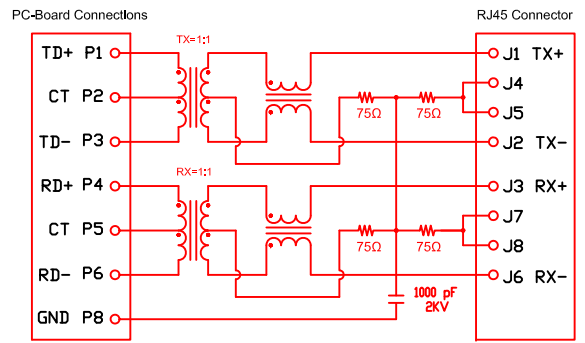 PC-Board Connections
RJ45 Connector
TD+ P1
TX=1:1
J1 TX+
CT P2
J4
75Ω
75Ω
J5
TD- P3
J2 TX-
RX=1:1
RD+ P4
J3 RX+
CT P5
J7
75Ω
75Ω
J8
RD- P6
J6 RX-
1000 pF
2KV
GND P8